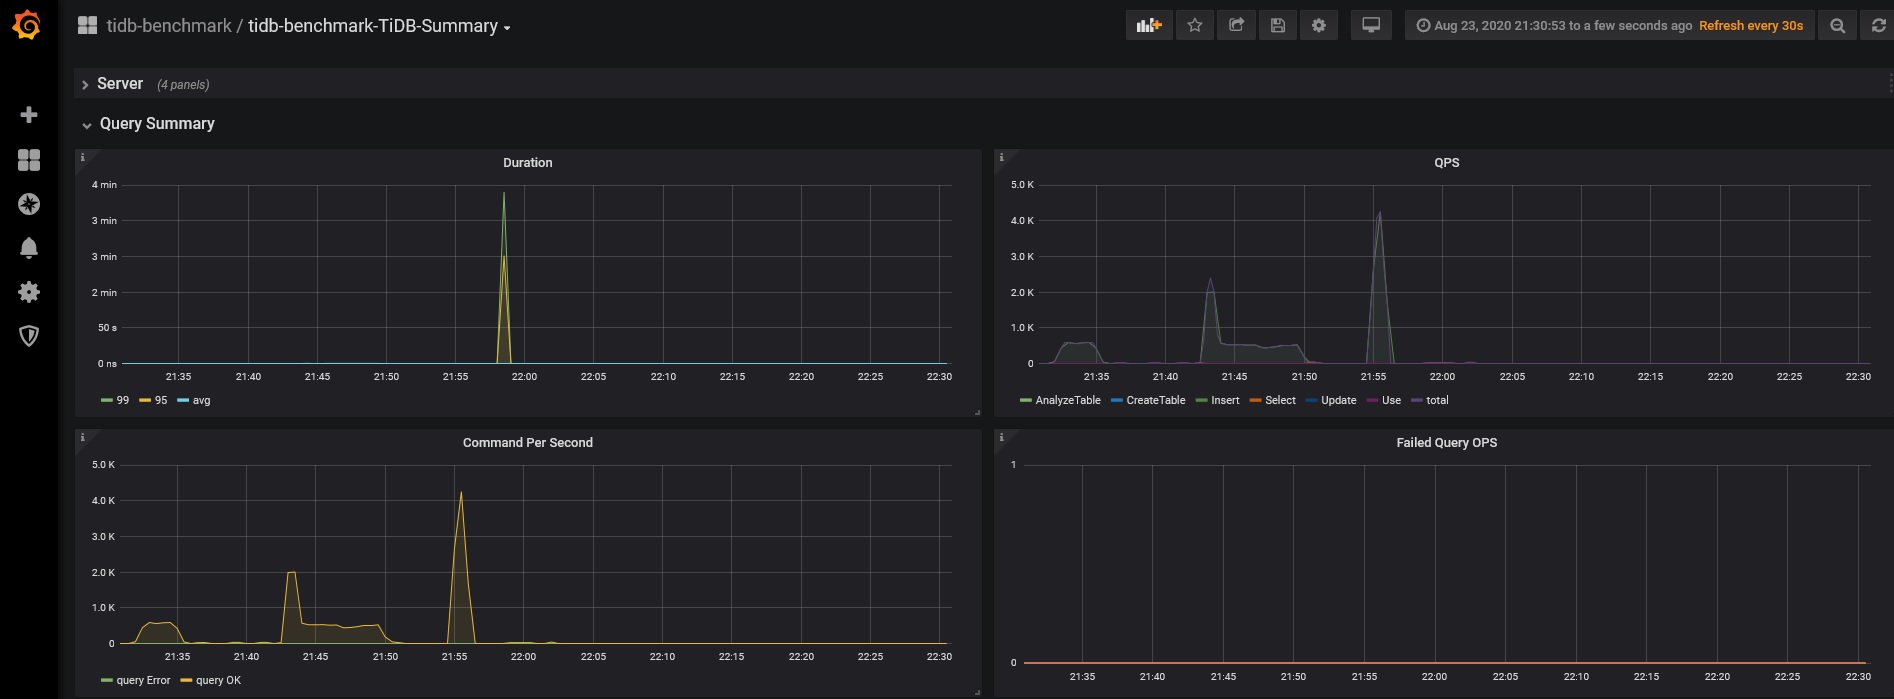 tidb-benchmark / tidb-benchmark-TiDB-Summary
Aug 23, 2020 21:30:53 to a few seconds ago Refresh every 30s
Server (4 panels)
Query Summary
Duration
4 min
3 min
3 min
2 min
50 s
0 ns
21:35 21:40 21:45 21:50 21:55 22:00 22:05 22:10 22:15 22:20 22:25 22:30
99 95 avg
QPS
5.0 K
4.0 K
3.0 K
2.0 K
1.0 K
0
21:35 21:40 21:45 21:50 21:55 22:00 22:05 22:10 22:15 22:20 22:25 22:30
AnalyzeTable CreateTable Insert Select Update Use total
Command Per Second
5.0 K
4.0 K
3.0 K
2.0 K
1.0 K
0
21:35 21:40 21:45 21:50 21:55 22:00 22:05 22:10 22:15 22:20 22:25 22:30
query Error query OK
Failed Query OPS
1
0
21:35 21:40 21:45 21:50 21:55 22:00 22:05 22:10 22:15 22:20 22:25 22:30